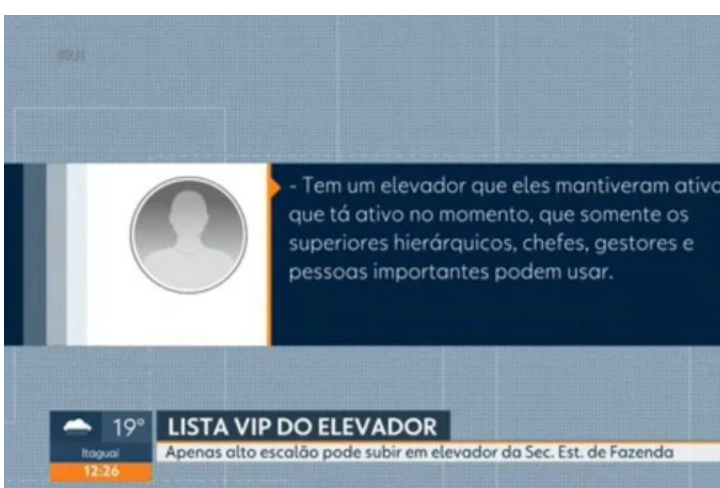 - Tem um elevador que eles mantiveram ativo
que tá ativo no momento, que somente os
superiores hierárquicos, chefes, gestores e
pessoas importantes podem usar.
19°
LISTA VIP DO ELEVADOR
Itaguaí
Apenas alto escalão pode subir em elevador da Sec. Est. de Fazenda
12:26